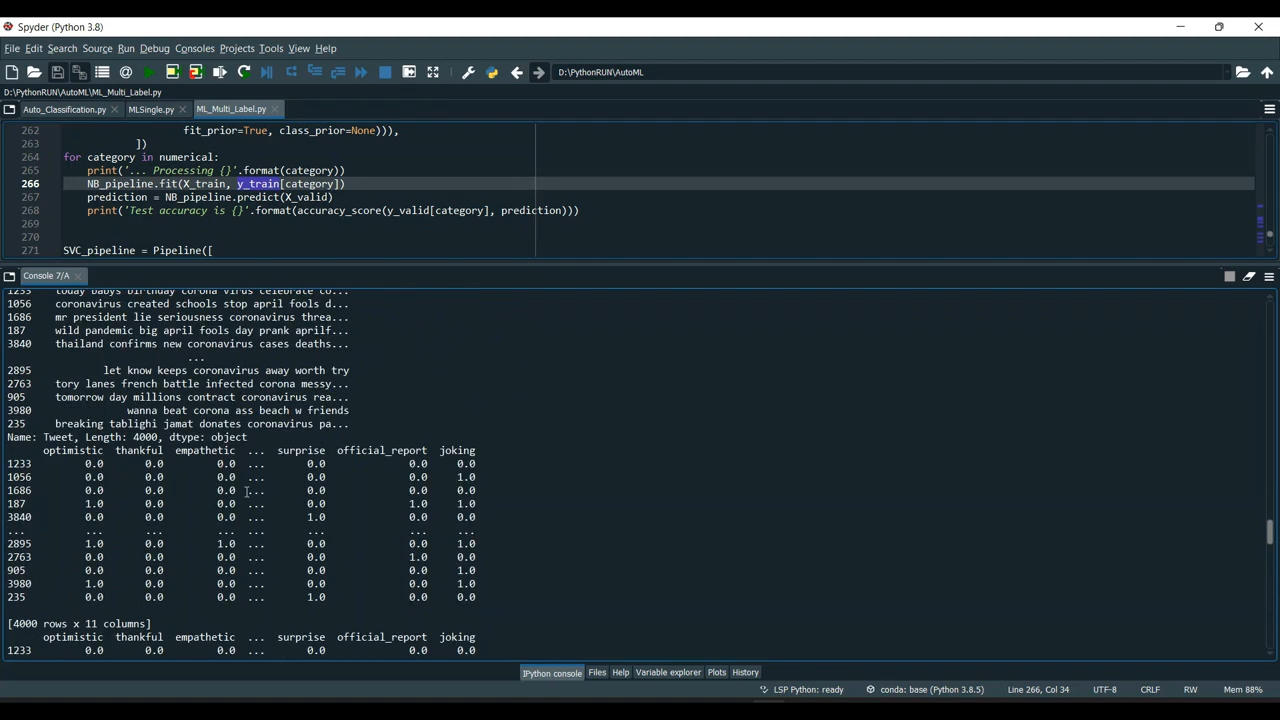 Spyder (Python 3.8)
File Edit Search Source Run Debug Consoles Projects Tools View Help
D:\PythonRUN\AutoML
D:\PythonRUN\AutoML\ML_Multi_Label.py
Auto_Classification.py MLSingle.py ML_Multi_Label.py
262 fit_prior=True, class_prior=None))),
263 ])
264 for category in numerical:
265 print('... Processing {}'.format(category))
266 NB_pipeline.fit(X_train, y_train[category])
267 prediction = NB_pipeline.predict(X_valid)
268 print('Test accuracy is {}'.format(accuracy_score(y_valid[category], prediction)))
269
270
271 SVC_pipeline = Pipeline([
Console 7/A
1233 today babys birthday corona virus celebrate c...
1056 coronavirus created schools stop april fools d...
1686 mr president lie seriousness coronavirus threa...
187 wild pandemic big april fools day prank aprilf...
3840 thailand confirms new coronavirus cases deaths...
...
2895 let know keeps coronavirus away worth try
2763 tory lanes french battle infected corona messy...
905 tomorrow day millions contract coronavirus rea...
3980 wanna beat corona ass beach w friends
235 breaking tablighi jamat donates coronavirus pa...
Name: Tweet, Length: 4000, dtype: object
optimistic thankful empathetic ... surprise official_report joking
1233 0.0 0.0 0.0 ... 0.0 0.0 0.0
1056 0.0 0.0 0.0 ... 0.0 0.0 1.0
1686 0.0 0.0 0.0 ... 0.0 0.0 0.0
187 1.0 0.0 0.0 ... 0.0 1.0 1.0
3840 0.0 0.0 0.0 ... 1.0 0.0 0.0
... ... ... ... ... ... ... ...
2895 1.0 0.0 1.0 ... 0.0 0.0 1.0
2763 0.0 0.0 0.0 ... 0.0 1.0 0.0
905 0.0 0.0 0.0 ... 0.0 0.0 1.0
3980 1.0 0.0 0.0 ... 0.0 0.0 1.0
235 0.0 0.0 0.0 ... 1.0 0.0 0.0
[4000 rows x 11 columns]
optimistic thankful empathetic ... surprise official_report joking
1233 0.0 0.0 0.0 ... 0.0 0.0 0.0
IPython console Files Help Variable explorer Plots History
LSP Python: ready conda: base (Python 3.8.5) Line 266, Col 34 UTF-8 CRLF RW Mem 88%